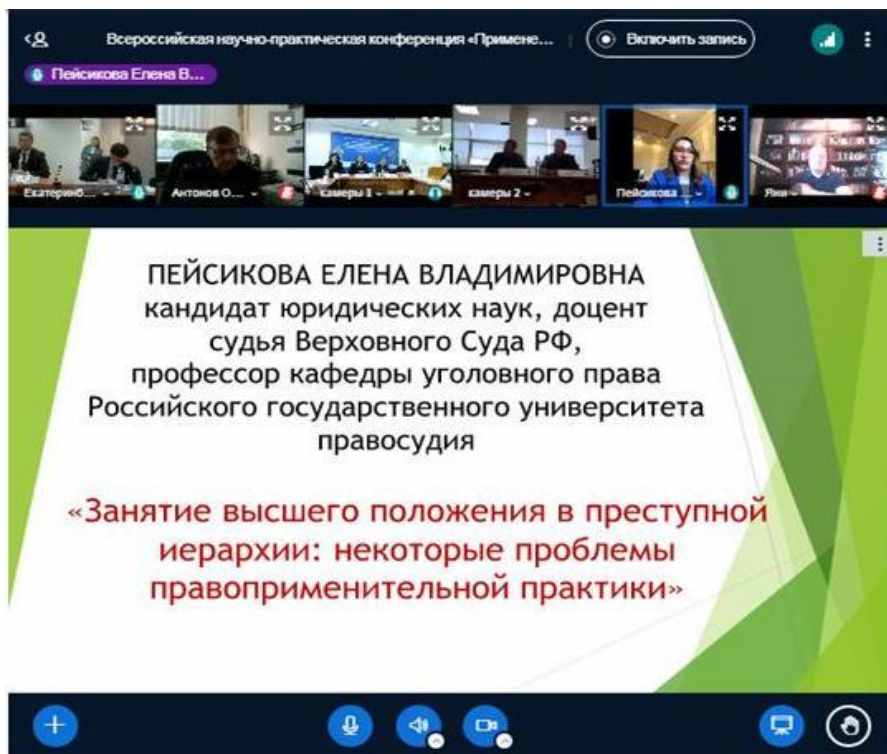 Всероссийская научно-практическая конференция «Примене...
Включить запись
Пейсикова Елена В...
Екатеринб...
Антонов О...
камеры 1
камеры 2
Пейсикова ...
Яни
ПЕЙСИКОВА ЕЛЕНА ВЛАДИМИРОВНА
кандидат юридических наук, доцент
судья Верховного Суда РФ,
профессор кафедры уголовного права
Российского государственного университета
правосудия
«Занятие высшего положения в преступной
иерархии: некоторые проблемы
правоприменительной практики»